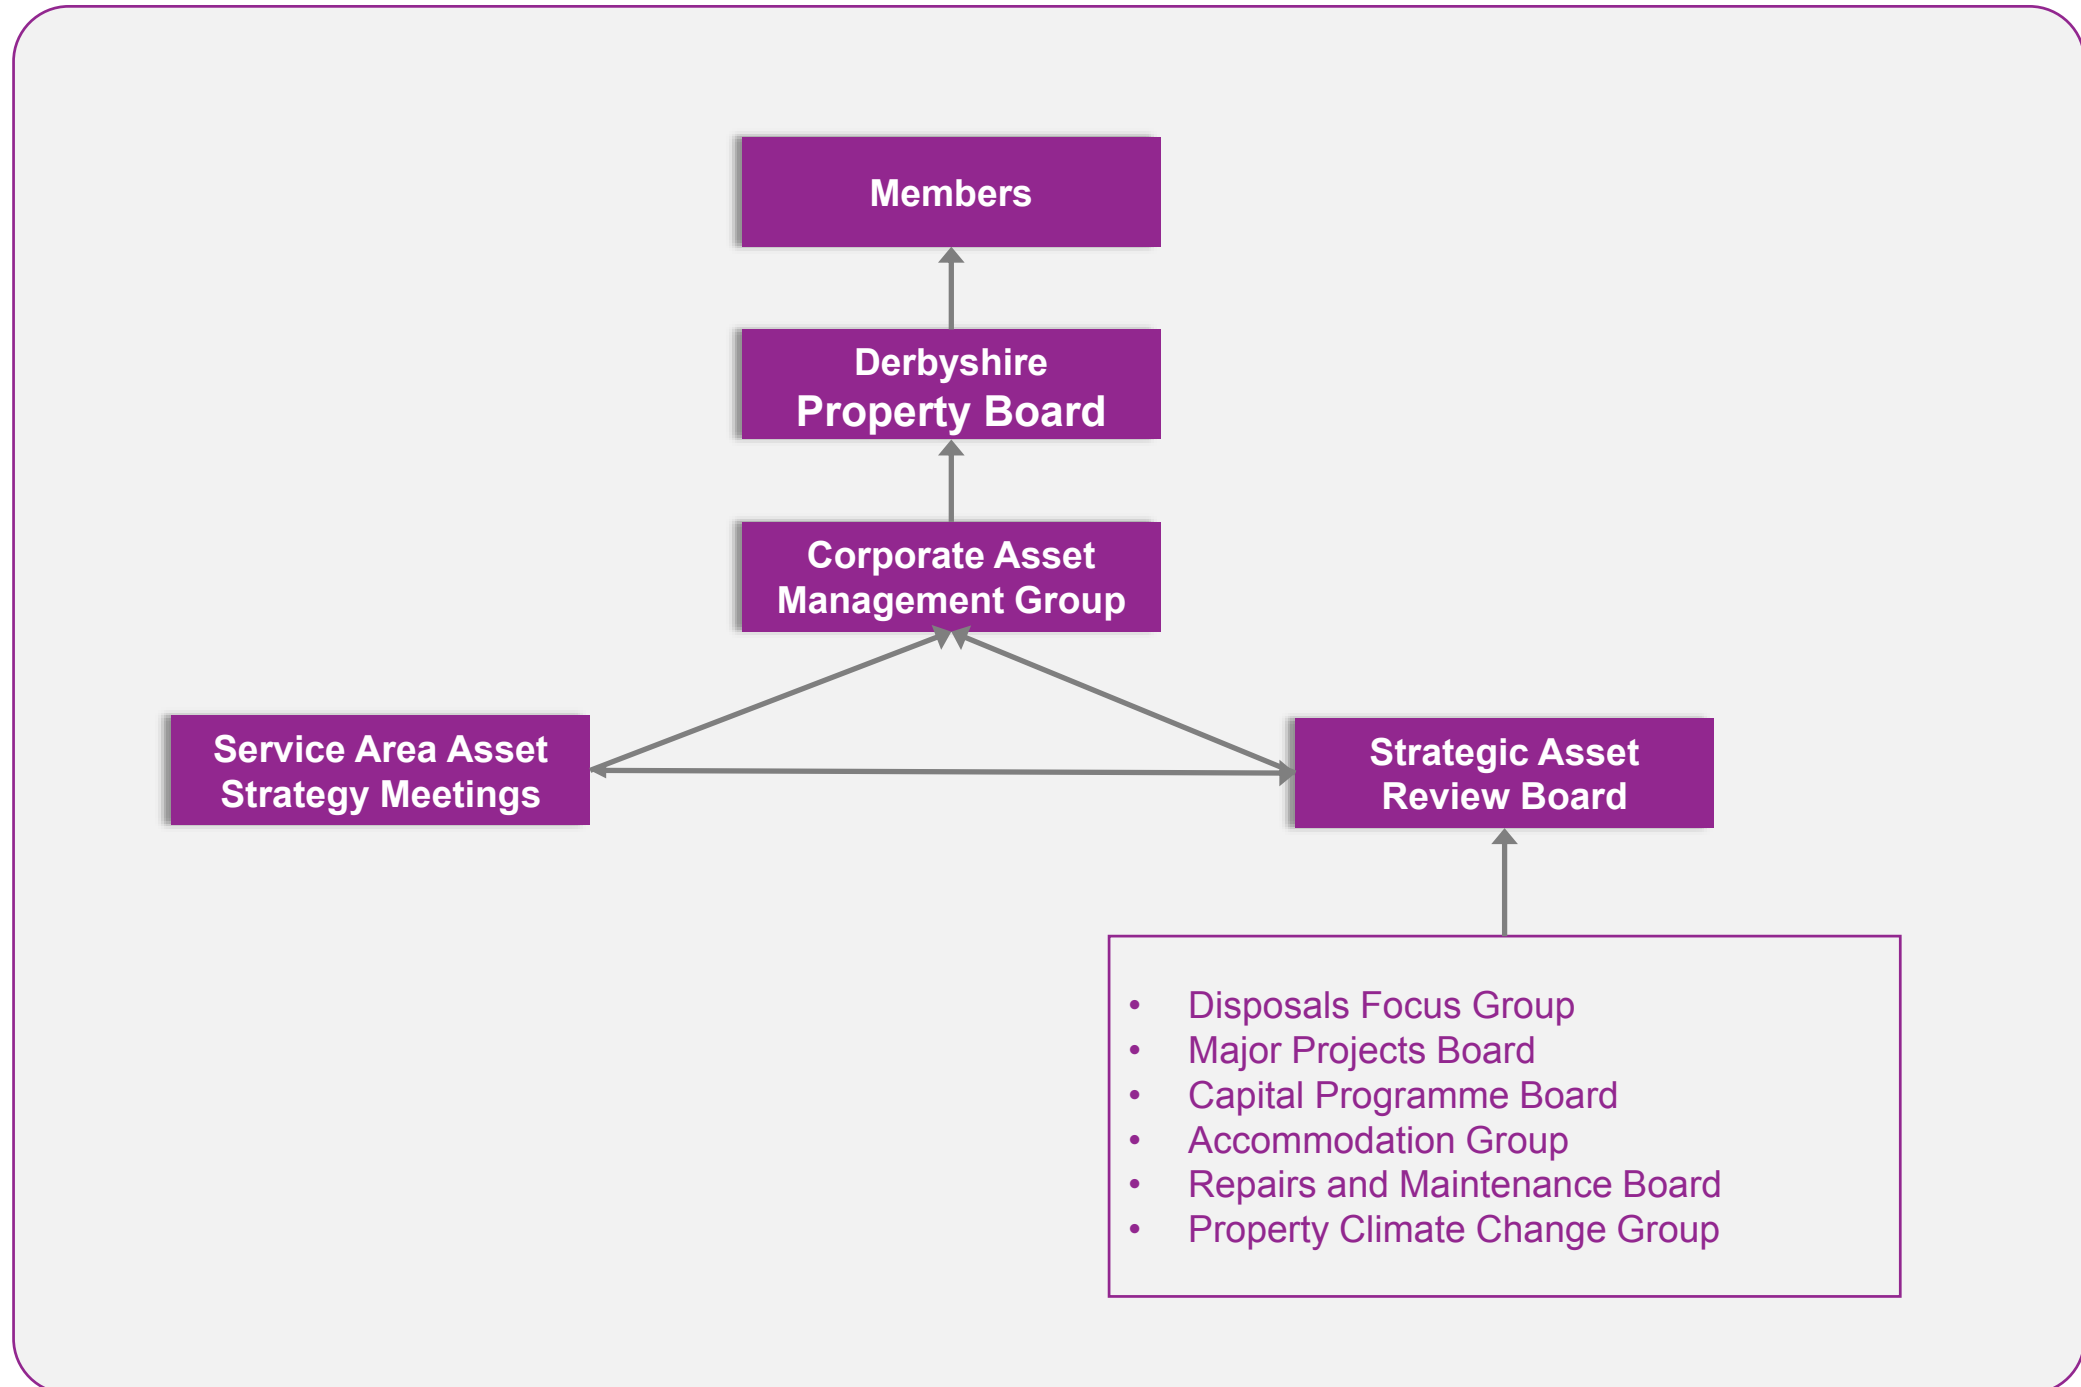 Members
Derbyshire
Property Board
Corporate Asset
Management Group
Service Area Asset
Strategy Meetings
Strategic Asset
Review Board
• Disposals Focus Group
• Major Projects Board
• Capital Programme Board
• Accommodation Group
• Repairs and Maintenance Board
• Property Climate Change Group